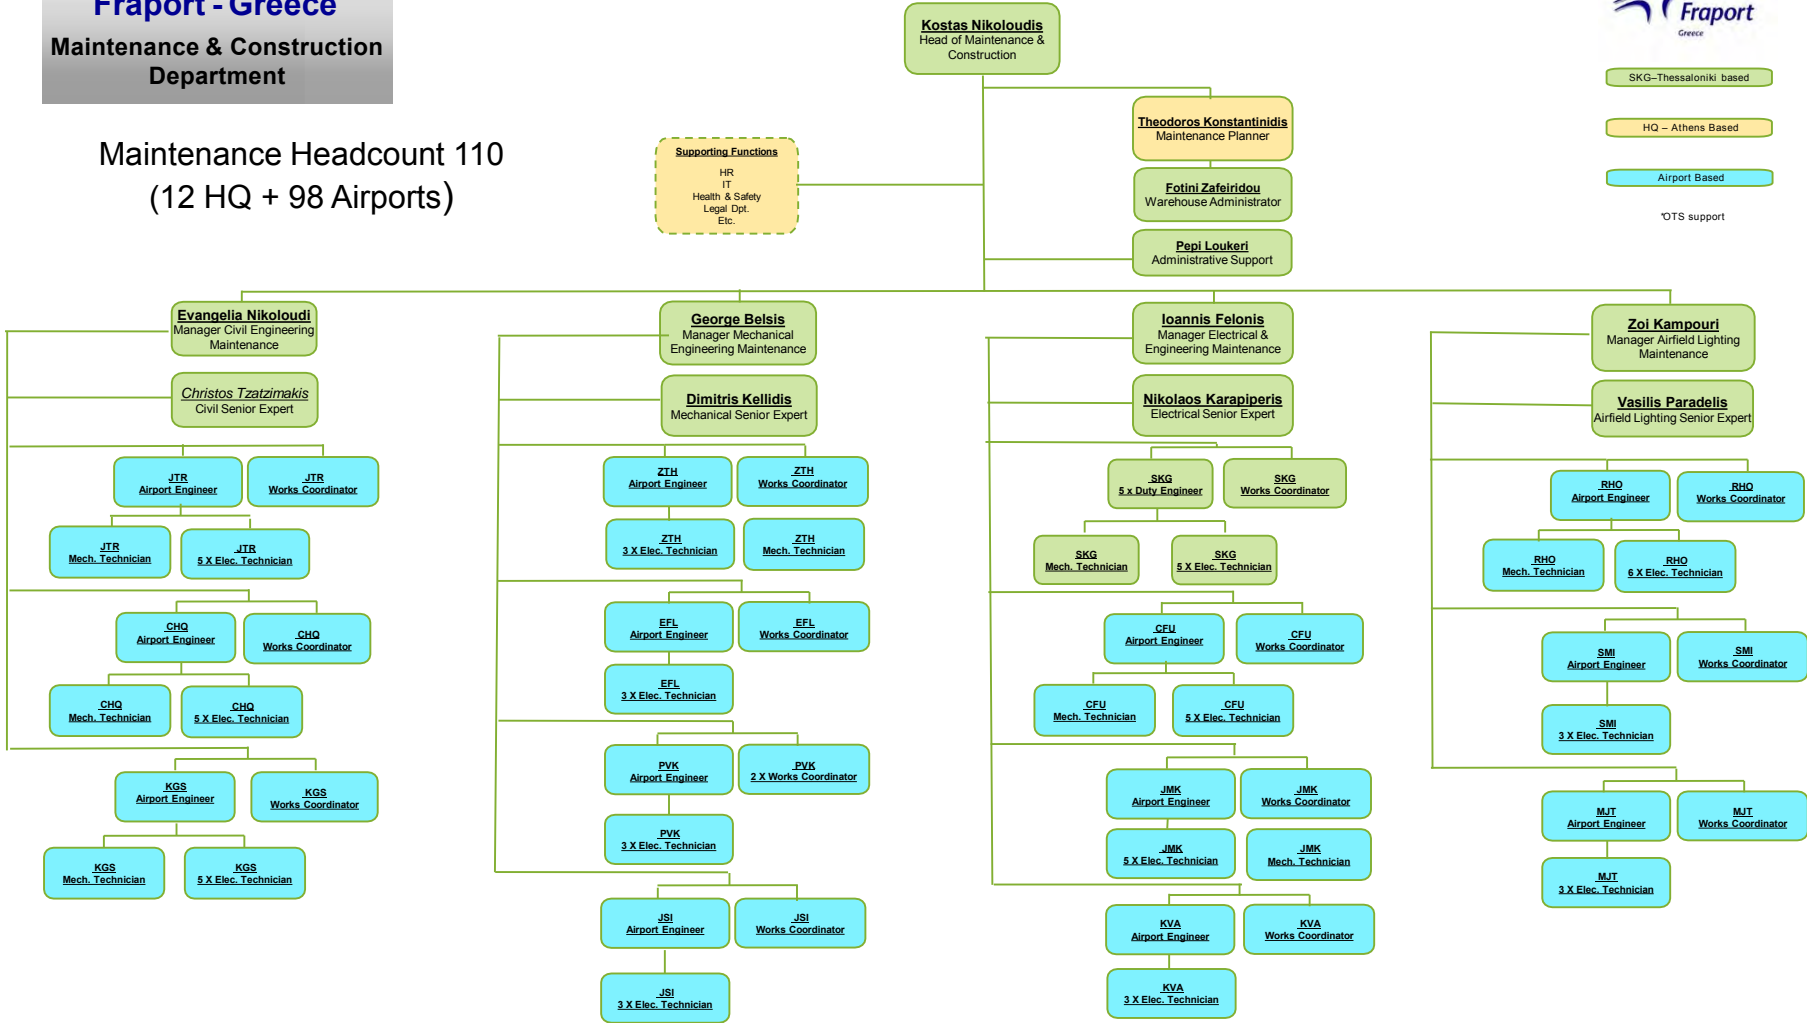 Fraport - Greece
Maintenance & Construction
Department
Maintenance Headcount 110
(12 HQ + 98 Airports)
Kostas Nikoloudis
Head of Maintenance &
Construction
Fraport
Greece
SKG–Thessaloniki based
HQ – Athens Based
Airport Based
*OTS support
Supporting Functions
HR
IT
Health & Safety
Legal Dpt.
Etc.
Theodoros Konstantinidis
Maintenance Planner
Fotini Zafeiridou
Warehouse Administrator
Pepi Loukeri
Administrative Support
Evangelia Nikoloudi
Manager Civil Engineering
Maintenance
Christos Tzatzimakis
Civil Senior Expert
JTR
Airport Engineer
JTR
Works Coordinator
JTR
Mech. Technician
JTR
5 X Elec. Technician
CHQ
Airport Engineer
CHQ
Works Coordinator
CHQ
Mech. Technician
CHQ
5 X Elec. Technician
KGS
Airport Engineer
KGS
Works Coordinator
KGS
Mech. Technician
KGS
5 X Elec. Technician
George Belsis
Manager Mechanical
Engineering Maintenance
Dimitris Kellidis
Mechanical Senior Expert
ZTH
Airport Engineer
ZTH
Works Coordinator
ZTH
3 X Elec. Technician
ZTH
Mech. Technician
EFL
Airport Engineer
EFL
Works Coordinator
EFL
3 X Elec. Technician
PVK
Airport Engineer
PVK
2 X Works Coordinator
PVK
3 X Elec. Technician
JSI
Airport Engineer
JSI
Works Coordinator
JSI
3 X Elec. Technician
Ioannis Felonis
Manager Electrical &
Engineering Maintenance
Nikolaos Karapiperis
Electrical Senior Expert
SKG
5 x Duty Engineer
SKG
Works Coordinator
SKG
Mech. Technician
SKG
5 X Elec. Technician
CFU
Airport Engineer
CFU
Works Coordinator
CFU
Mech. Technician
CFU
5 X Elec. Technician
JMK
Airport Engineer
JMK
Works Coordinator
JMK
5 X Elec. Technician
JMK
Mech. Technician
KVA
Airport Engineer
KVA
Works Coordinator
KVA
3 X Elec. Technician
Zoi Kampouri
Manager Airfield Lighting
Maintenance
Vasilis Paradelis
Airfield Lighting Senior Expert
RHO
Airport Engineer
RHO
Works Coordinator
RHO
Mech. Technician
RHO
6 X Elec. Technician
SMI
Airport Engineer
SMI
Works Coordinator
SMI
3 X Elec. Technician
MJT
Airport Engineer
MJT
Works Coordinator
MJT
3 X Elec. Technician